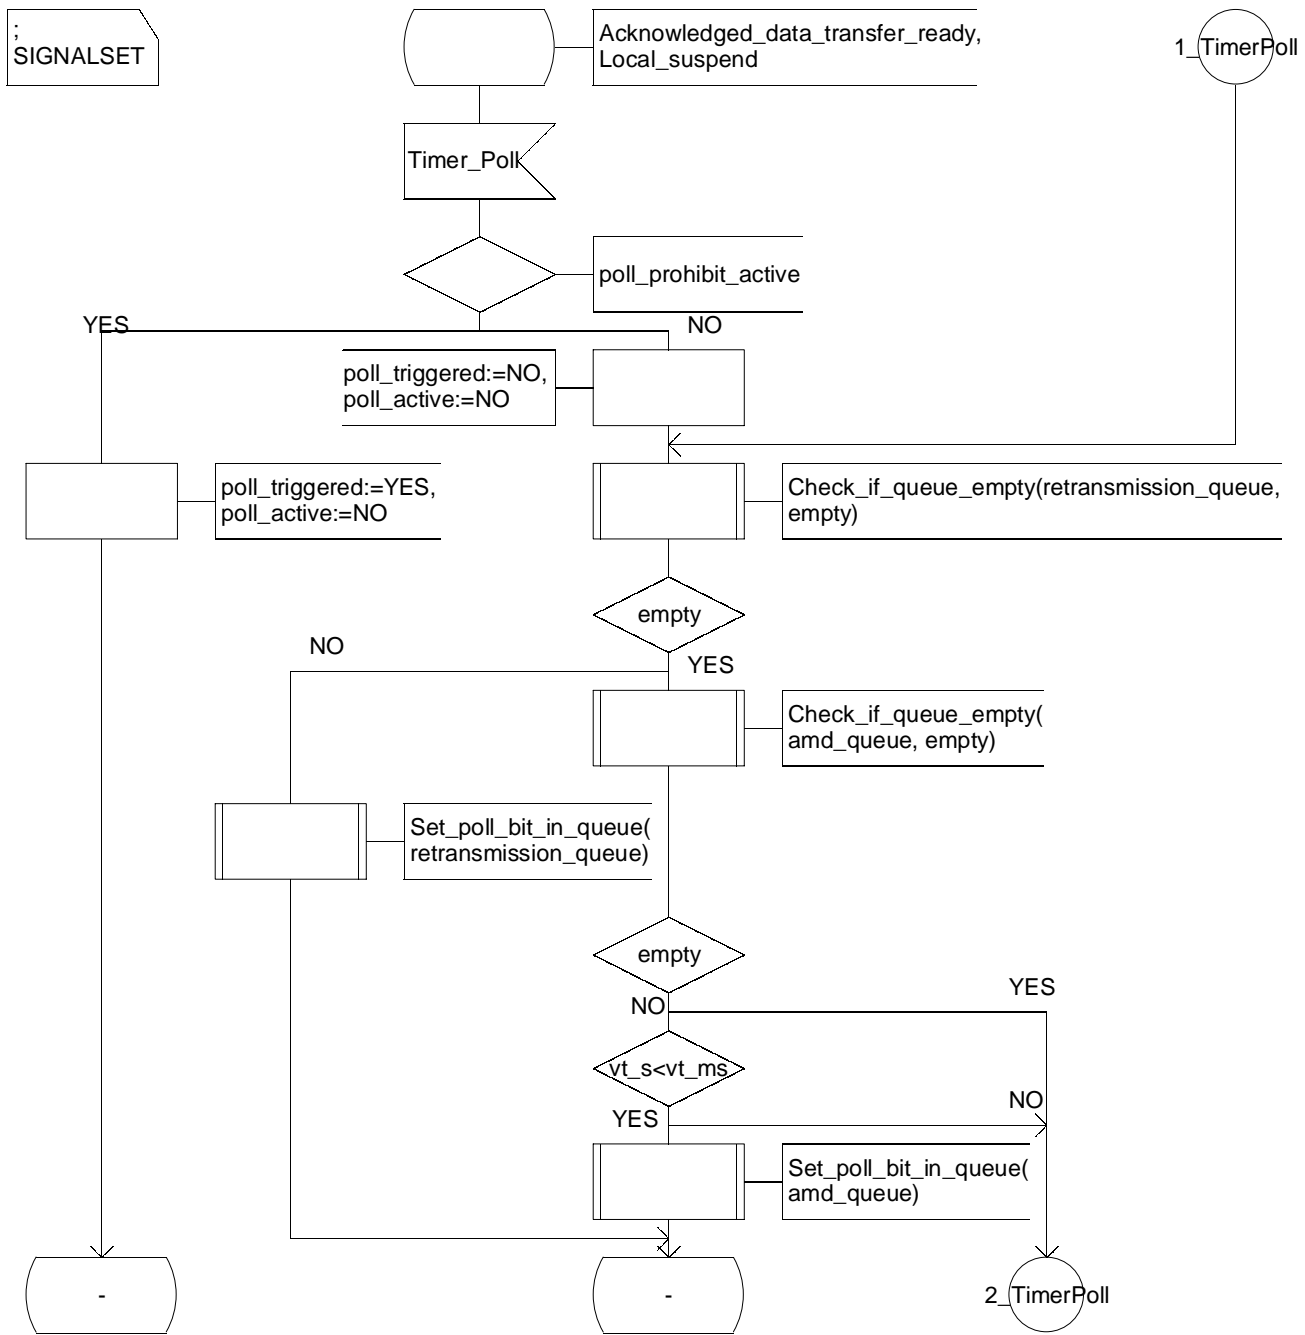 ;
SIGNALSET
Acknowledged_data_transfer_ready,
Local_suspend
1_TimerPoll
Timer_Poll
poll_prohibit_active
YES
NO
poll_triggered:=NO,
poll_active:=NO
poll_triggered:=YES,
poll_active:=NO
Check_if_queue_empty(retransmission_queue,
empty)
empty
NO
YES
Check_if_queue_empty(
amd_queue, empty)
Set_poll_bit_in_queue(
retransmission_queue)
empty
NO
YES
vt_s<vt_ms
YES
NO
Set_poll_bit_in_queue(
amd_queue)
-
-
2_TimerPoll